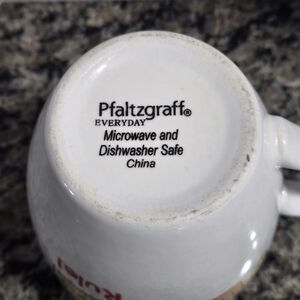 Pfaltzgraff®
EVERYDAY
Microwave and
Dishwasher Safe
China